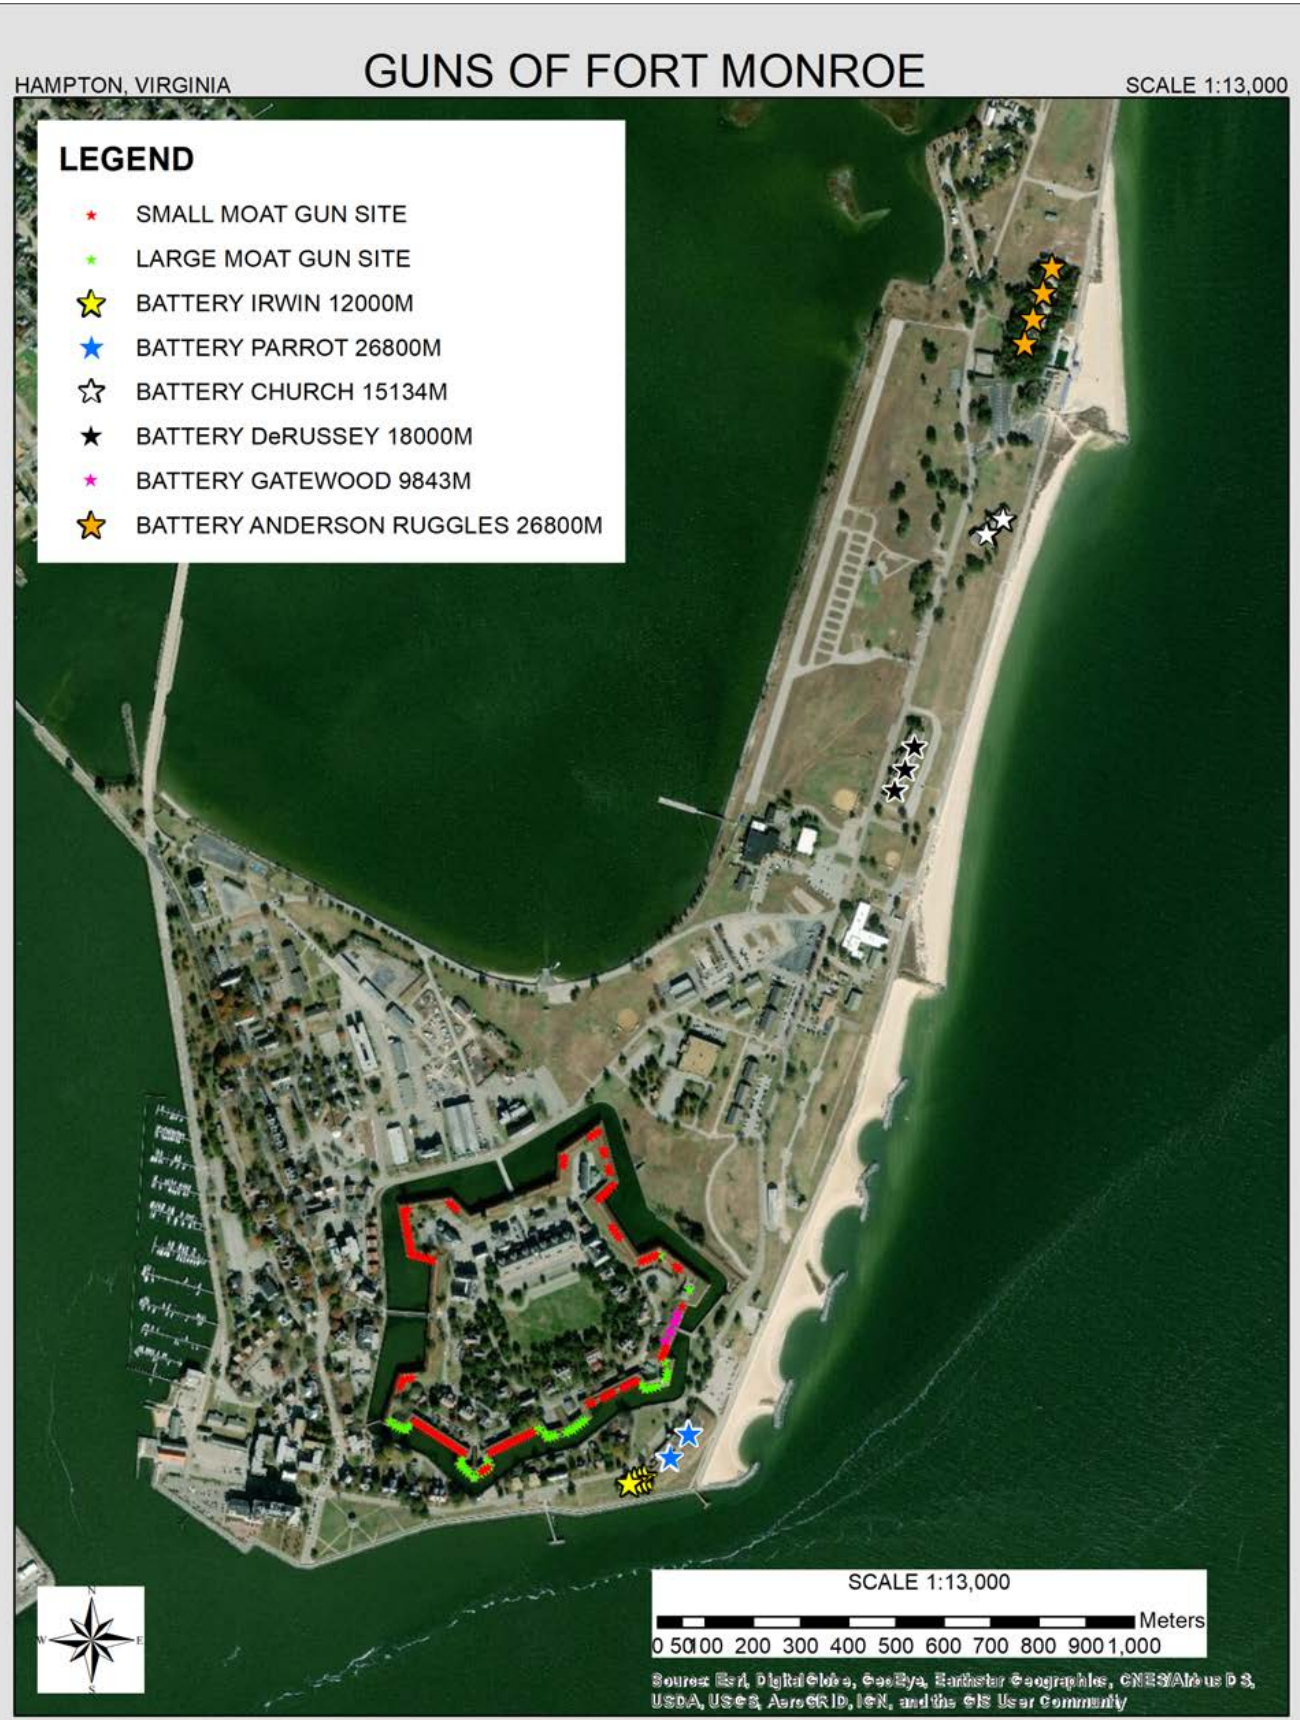 GUNS OF FORT MONROE
HAMPTON, VIRGINIA
SCALE 1:13,000
LEGEND
SMALL MOAT GUN SITE
LARGE MOAT GUN SITE
BATTERY IRWIN 12000M
BATTERY PARROT 26800M
BATTERY CHURCH 15134M
BATTERY DeRUSSEY 18000M
BATTERY GATEWOOD 9843M
BATTERY ANDERSON RUGGLES 26800M
N
W E
S
SCALE 1:13,000
Meters
0 50 100 200 300 400 500 600 700 800 900 1,000
Source: Esri, DigitalGlobe, GeoEye, Earthstar Geographics, CNES/Airbus DS,
USDA, USGS, AeroGRID, IGN, and the GIS User Community